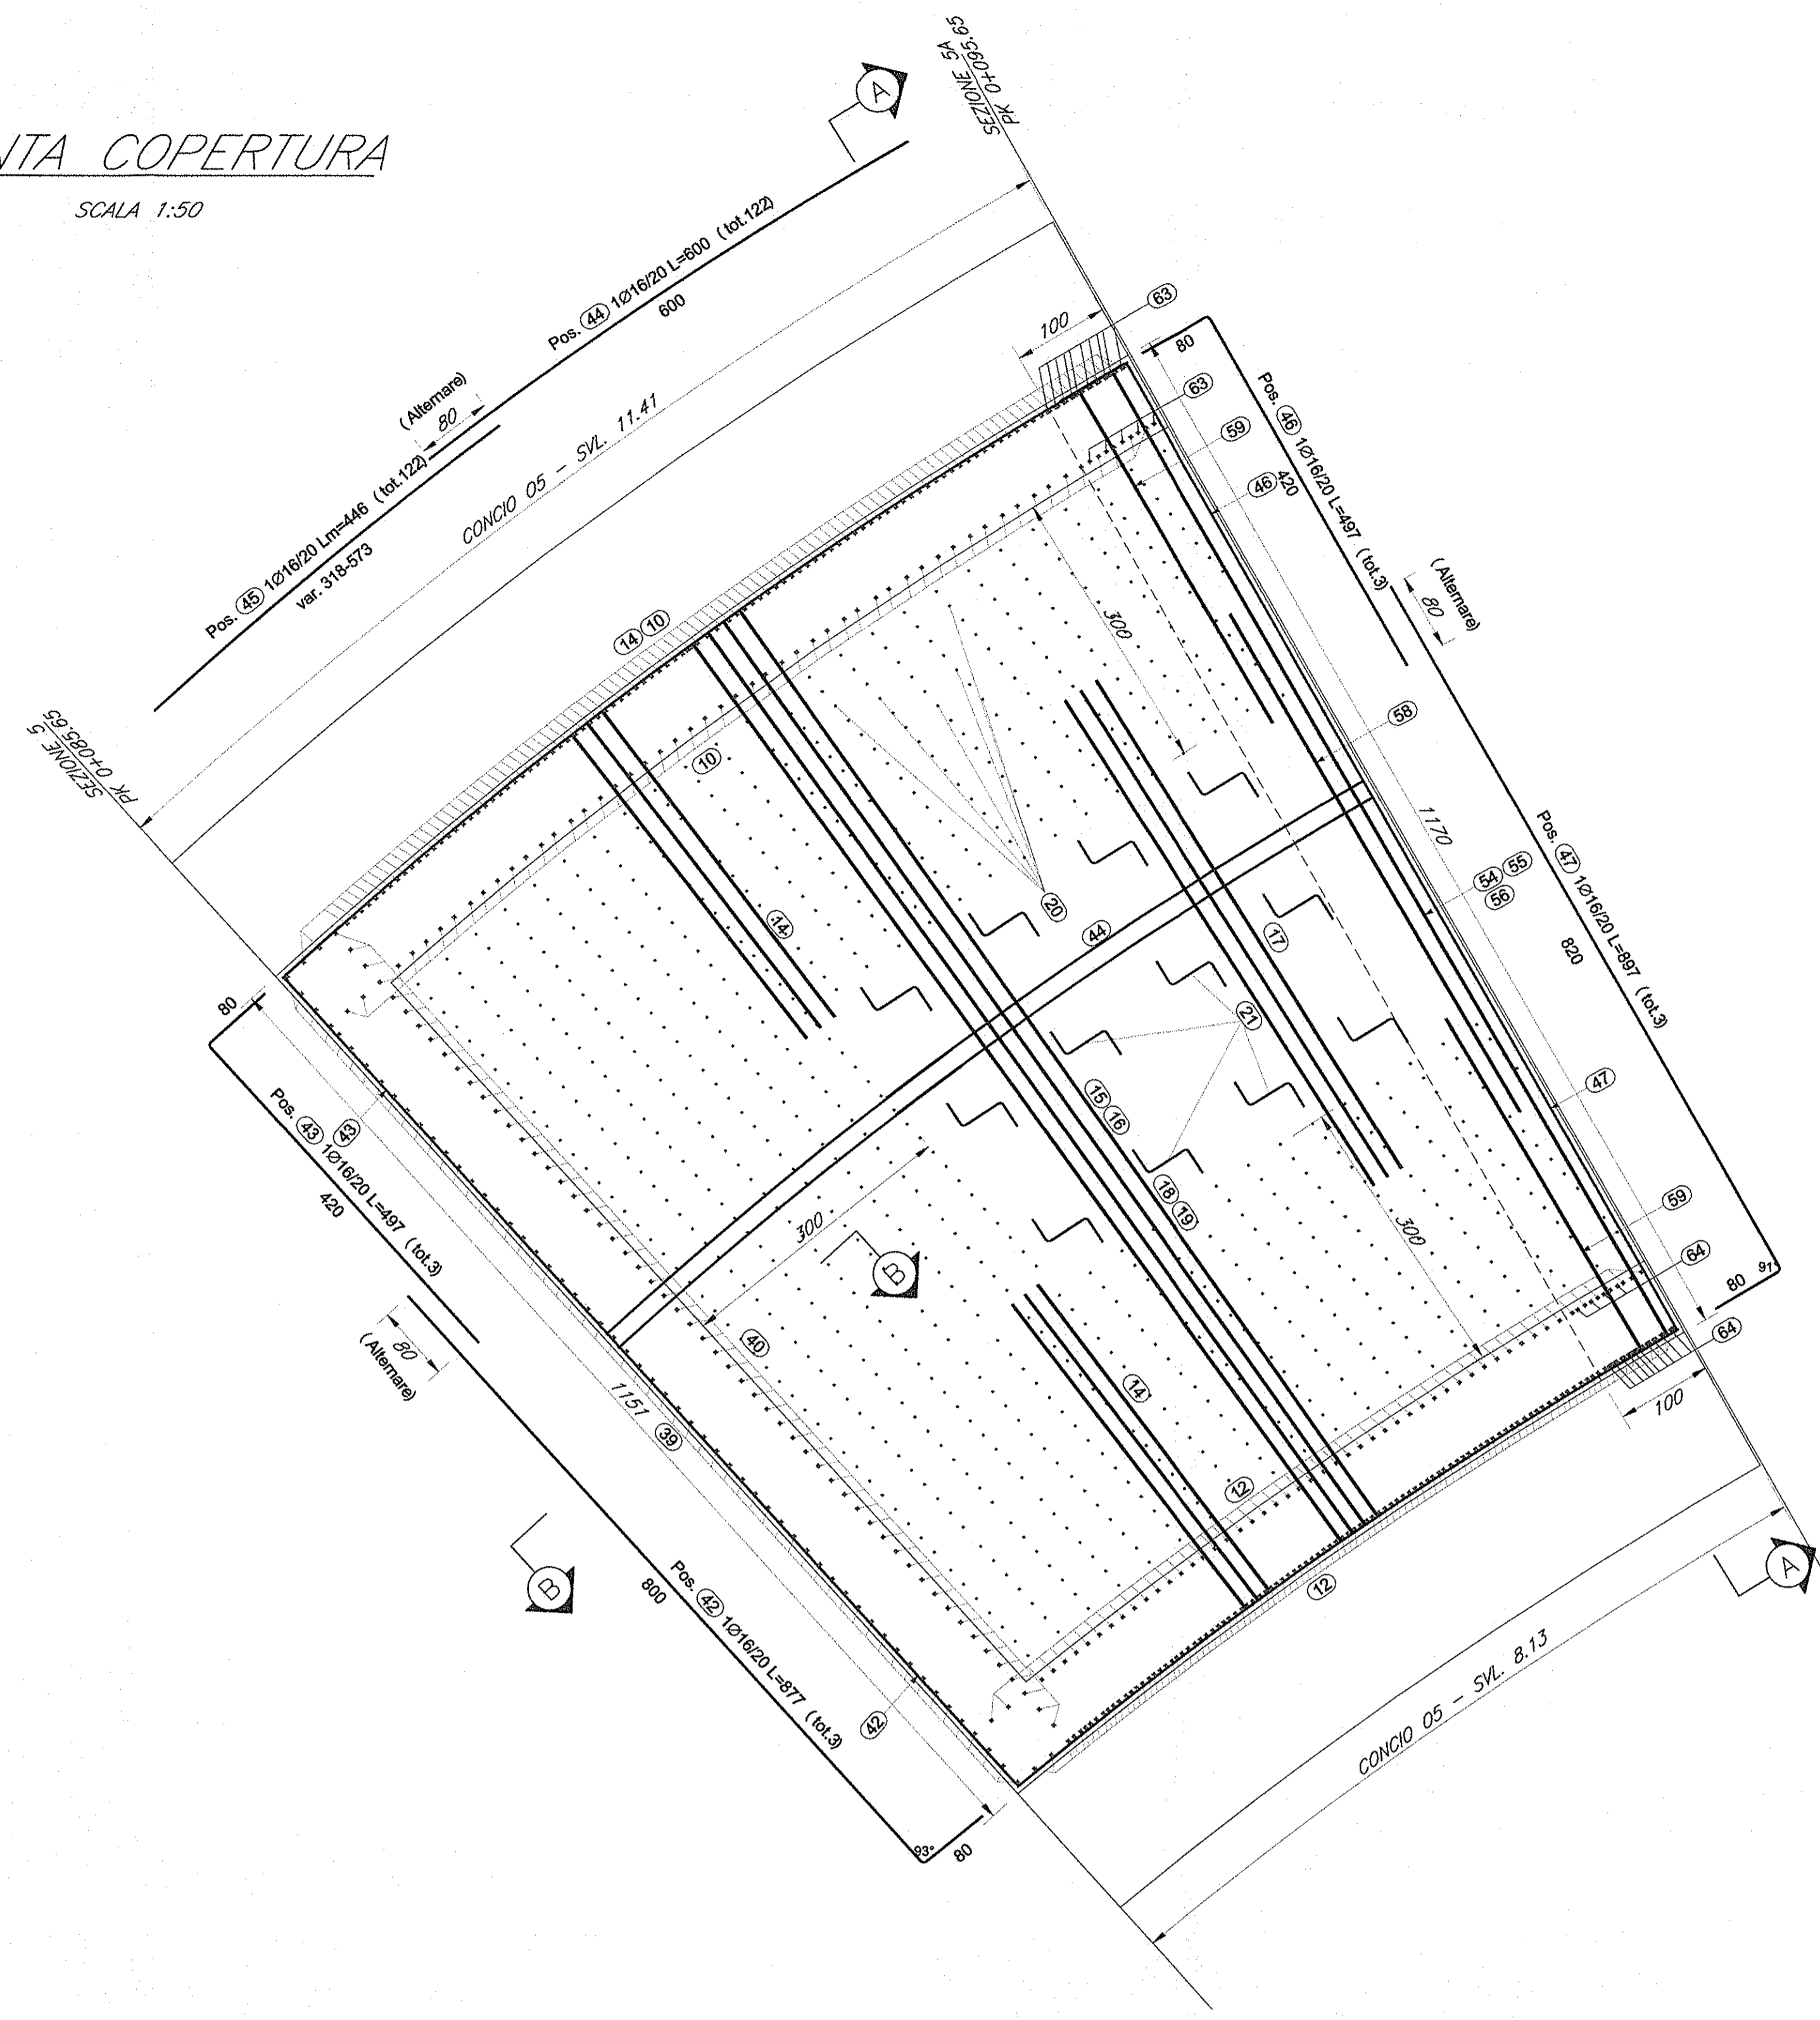 NTA COPERTURA
SCALA 1:50
A
SEZIONE 5A
PK 0+095.65
Pos. 44 1Ø16/20 L=600 (tot.122)
600
(Alternare)
80
Pos. 45 1Ø16/20 Lm=446 (tot.122)
var. 318-573
CONCIO 05 - SVL. 11.41
SEZIONE 5
PK 0+085.65
100
63
80
63
59
46
420
Pos. 46 1Ø16/20 L=497 (tot.3)
(Alternare)
80
300
14 10
10
58
1170
54 55
56
Pos. 47 1Ø16/20 L=897 (tot.3)
820
20
44
17
14
21
47
15 16
18 19
80
Pos. 43 1Ø16/20 L=497 (tot.3)
43
420
300
B
300
59
64
80
91°
64
100
40
14
80
(Alternare)
1151
39
12
12
B
Pos. 42 1Ø16/20 L=877 (tot.3)
800
42
93°
80
A
CONCIO 05 - SVL. 8.13